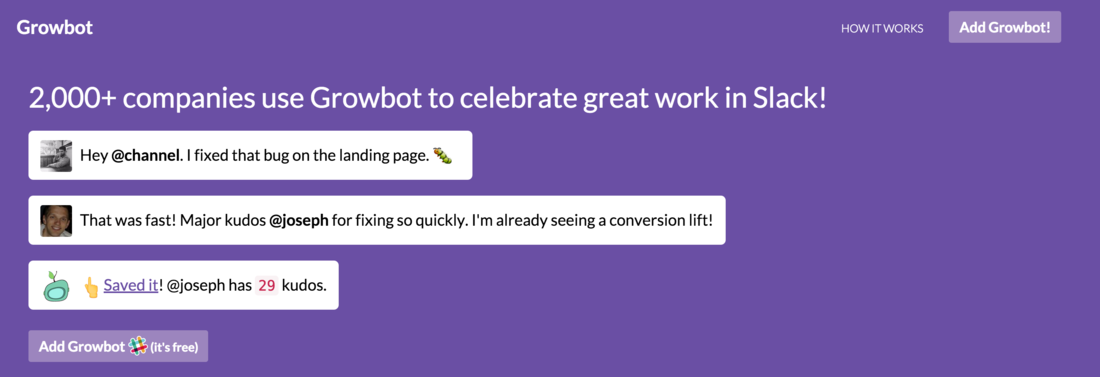 Growbot
HOW IT WORKS
Add Growbot!
2,000+ companies use Growbot to celebrate great work in Slack!
Hey @channel. I fixed that bug on the landing page.
That was fast! Major kudos @joseph for fixing so quickly. I'm already seeing a conversion lift!
Saved it! @joseph has 29 kudos.
Add Growbot (it's free)